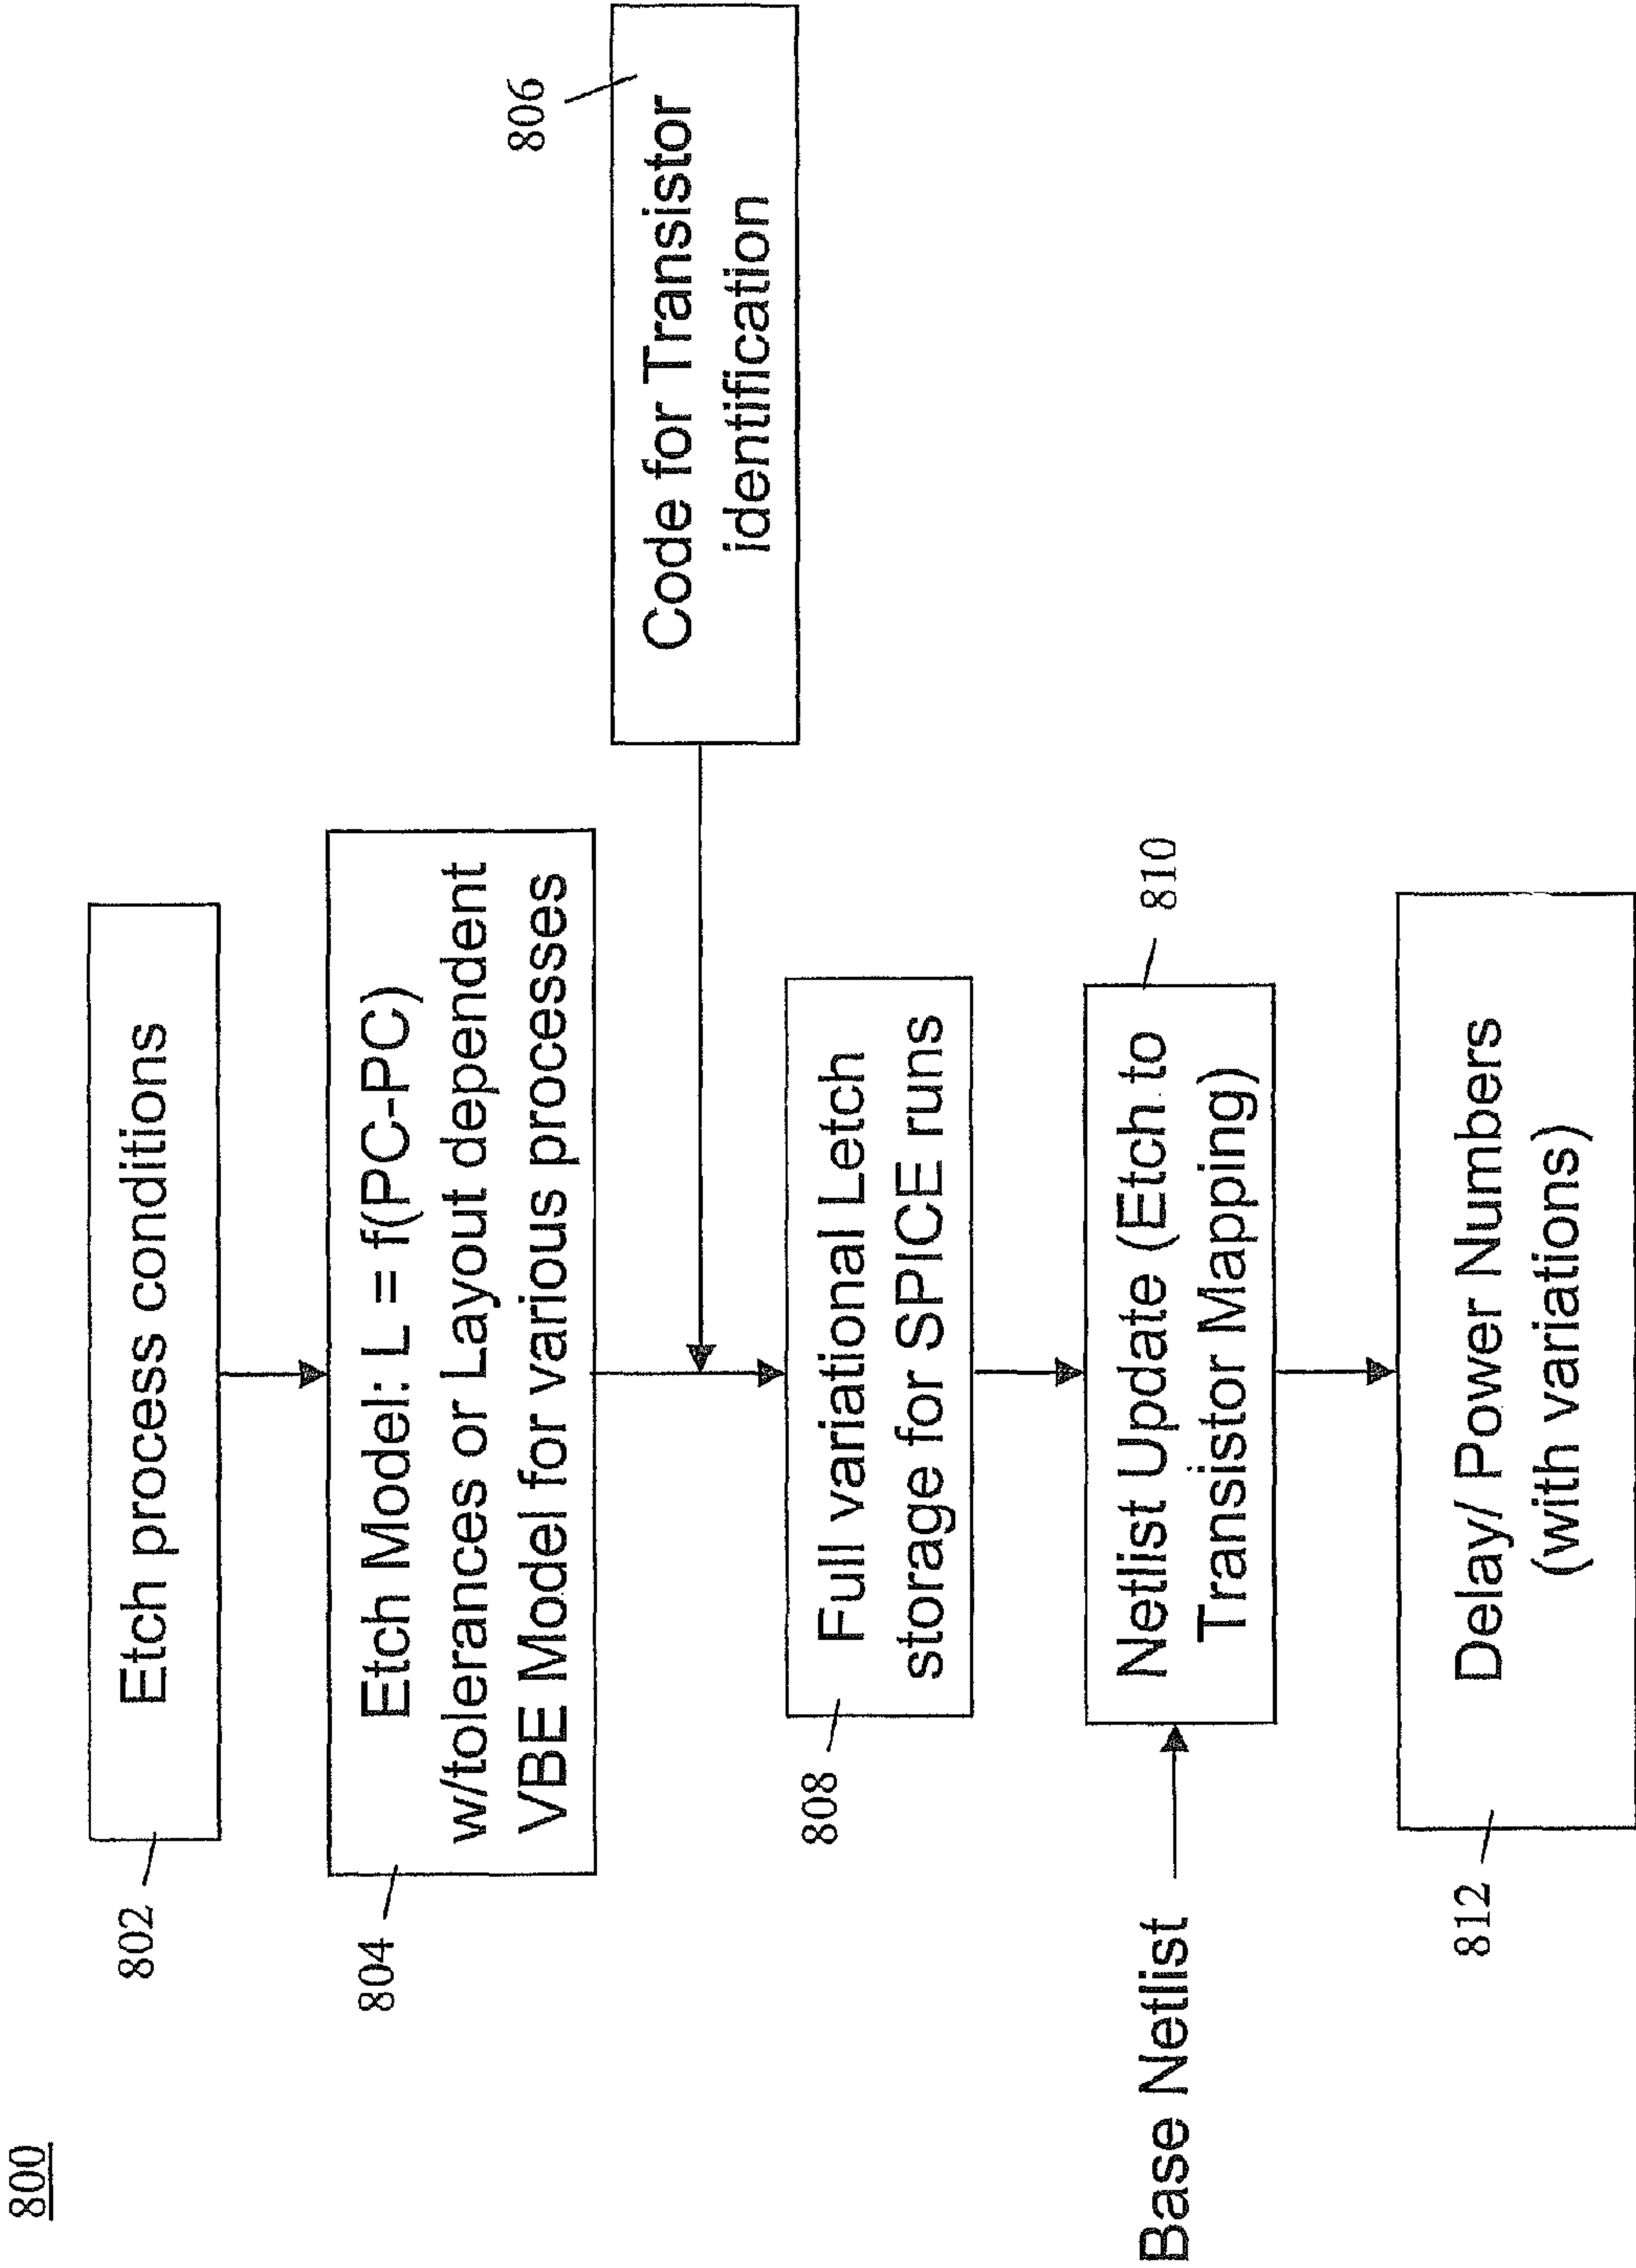 800
802
Etch process conditions
804
Etch Model: L = f(PC-PC)
w/tolerances or Layout dependent
VBE Model for various processes
806
Code for Transistor
identification
808
Full variational Letch
storage for SPICE runs
Base Netlist
810
Netlist Update (Etch to
Transistor Mapping)
812
Delay/ Power Numbers
(with variations)